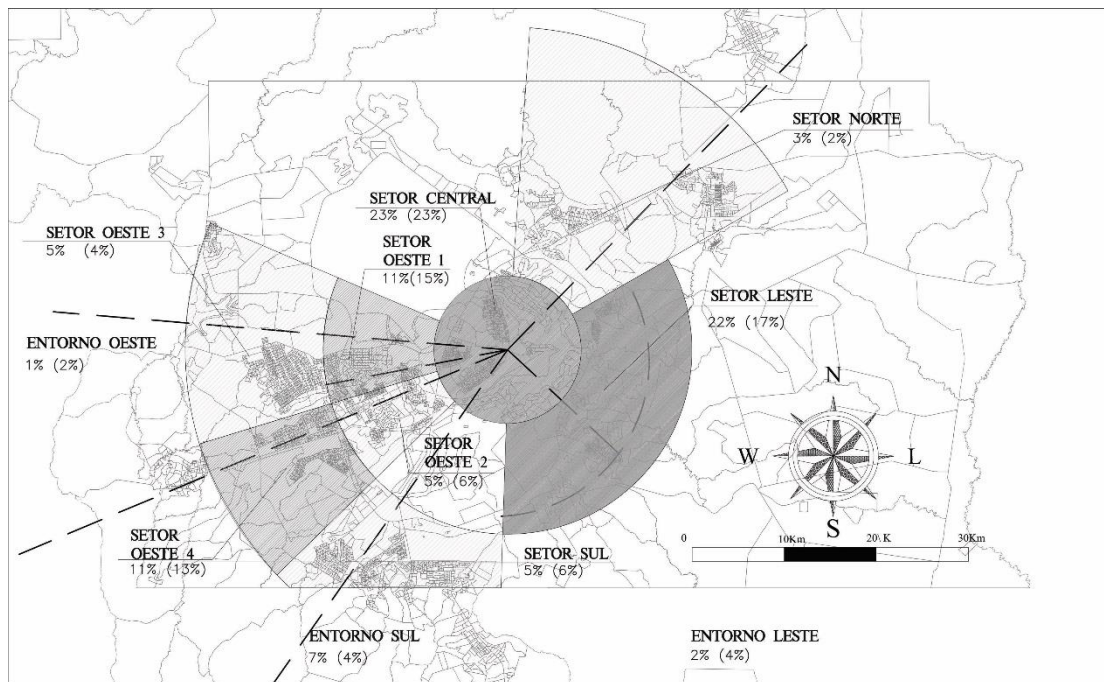 SETOR NORTE
3% (2%)
SETOR CENTRAL
23% (23%)
SETOR OESTE 3
5% (4%)
SETOR
OESTE 1
11%(15%)
SETOR LESTE
22% (17%)
ENTORNO OESTE
1% (2%)
N
W
L
S
SETOR
OESTE 2
5% (6%)
SETOR
OESTE 4
11% (13%)
SETOR SUL
5% (6%)
0
10Km
20\ K
30Km
ENTORNO SUL
7% (4%)
ENTORNO LESTE
2% (4%)